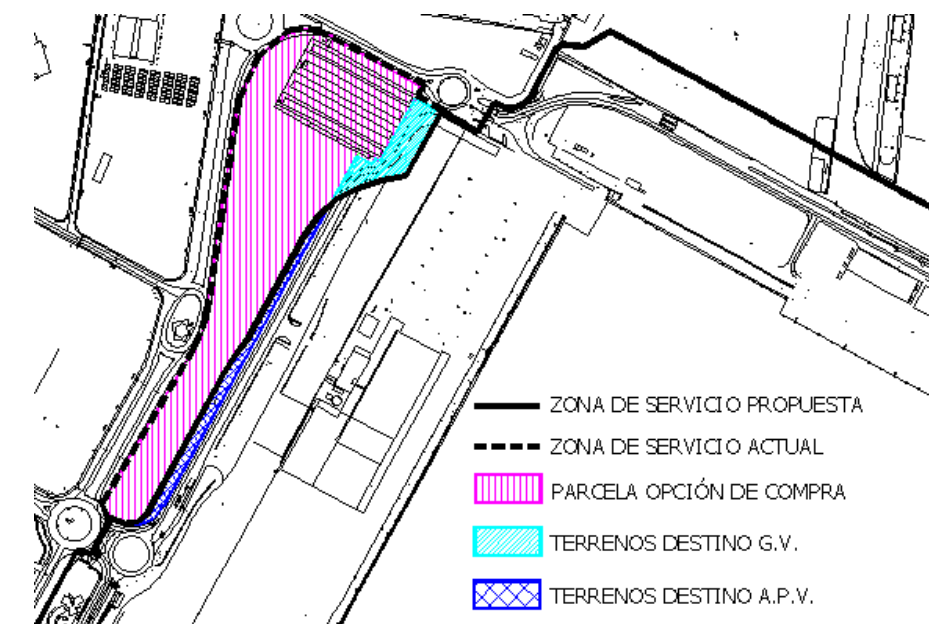 ZONA DE SERVICIO PROPUESTA
ZONA DE SERVICIO ACTUAL
PARCELA OPCIÓN DE COMPRA
TERRENOS DESTINO G.V.
TERRENOS DESTINO A.P.V.